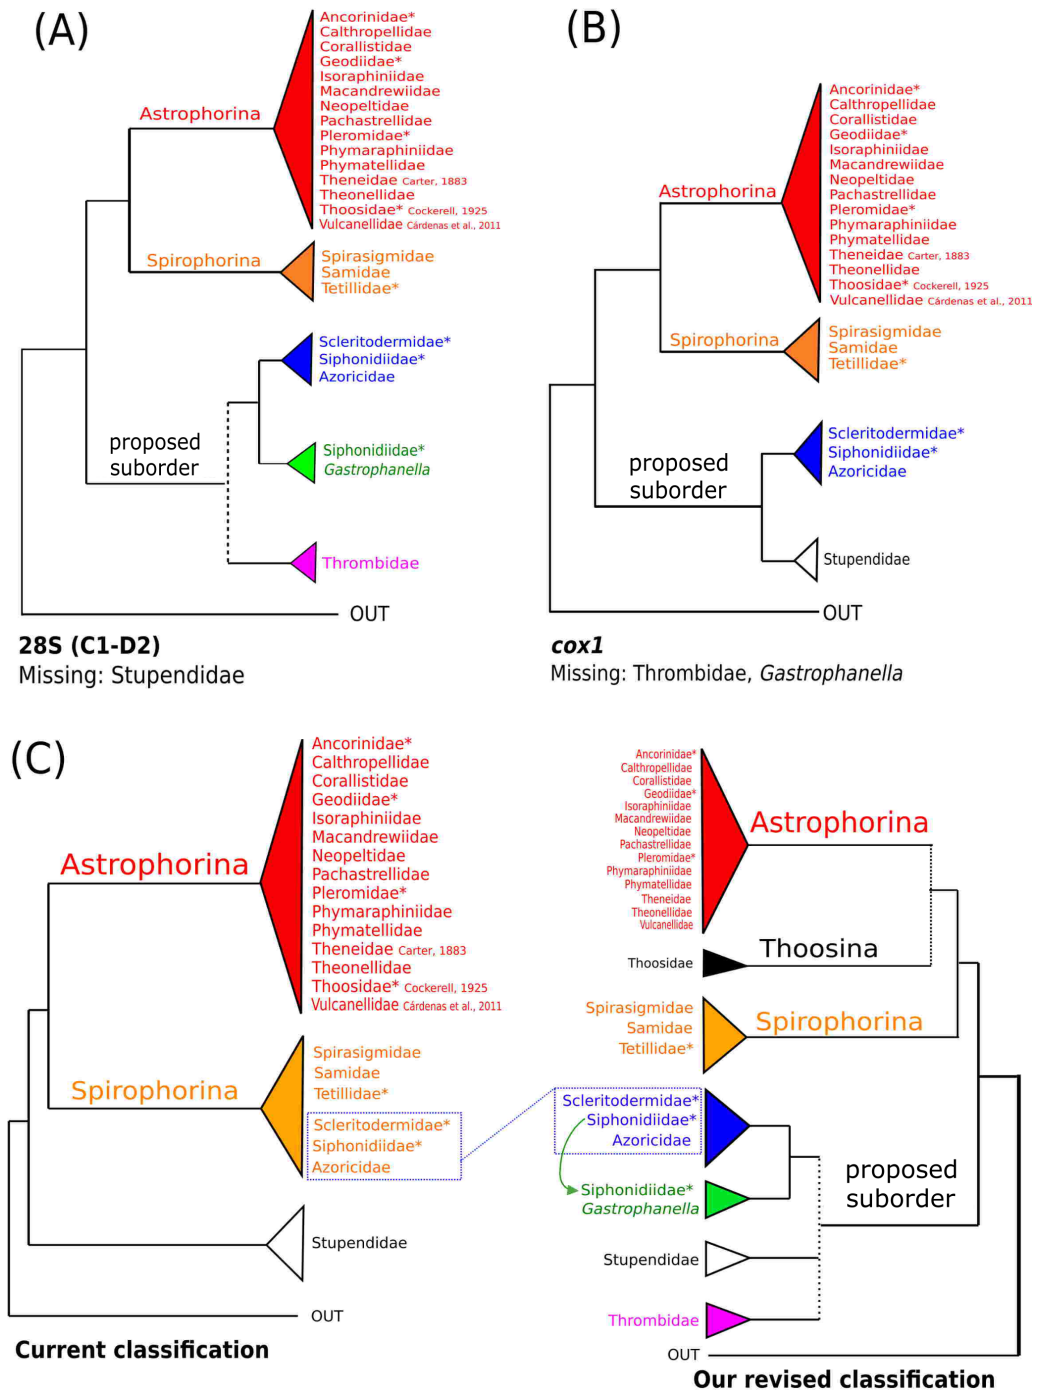 (A)
Astrophorina
Ancorinidae*
Calthropellidae
Corallistidae
Geodiidae*
Isoraphiniidae
Macandrewiidae
Neopeltidae
Pachastrellidae
Pleromidae*
Phymaraphiniidae
Phymatellidae
Theneidae Carter, 1883
Theonellidae
Thoosidae* Cockerell, 1925
Vulcanellidae Cárdenas et al., 2011
Spirophorina
Spirasigmidae
Samidae
Tetillidae*
Scleritodermidae*
Siphonidiidae*
Azoricidae
proposed
suborder
Siphonidiidae*
Gastrophanella
Thrombidae
OUT
28S (C1-D2)
Missing: Stupendidae
(B)
Astrophorina
Ancorinidae*
Calthropellidae
Corallistidae
Geodiidae*
Isoraphiniidae
Macandrewiidae
Neopeltidae
Pachastrellidae
Pleromidae*
Phymaraphiniidae
Phymatellidae
Theneidae Carter, 1883
Theonellidae
Thoosidae* Cockerell, 1925
Vulcanellidae Cárdenas et al., 2011
Spirophorina
Spirasigmidae
Samidae
Tetillidae*
Scleritodermidae*
Siphonidiidae*
Azoricidae
proposed
suborder
Stupendidae
OUT
cox1
Missing: Thrombidae, Gastrophanella
(C)
Astrophorina
Ancorinidae*
Calthropellidae
Corallistidae
Geodiidae*
Isoraphiniidae
Macandrewiidae
Neopeltidae
Pachastrellidae
Pleromidae*
Phymaraphiniidae
Phymatellidae
Theneidae Carter, 1883
Theonellidae
Thoosidae* Cockerell, 1925
Vulcanellidae Cárdenas et al., 2011
Spirophorina
Spirasigmidae
Samidae
Tetillidae*
Scleritodermidae*
Siphonidiidae*
Azoricidae
Stupendidae
OUT
Current classification
Ancorinidae*
Calthropellidae
Corallistidae
Geodiidae*
Isoraphiniidae
Macandrewiidae
Neopeltidae
Pachastrellidae
Pleromidae*
Phymaraphiniidae
Phymatellidae
Theneidae
Theonellidae
Vulcanellidae
Astrophorina
Thoosidae
Thoosina
Spirasigmidae
Samidae
Tetillidae*
Spirophorina
Scleritodermidae*
Siphonidiidae*
Azoricidae
Siphonidiidae*
Gastrophanella
proposed
suborder
Stupendidae
Thrombidae
OUT
Our revised classification